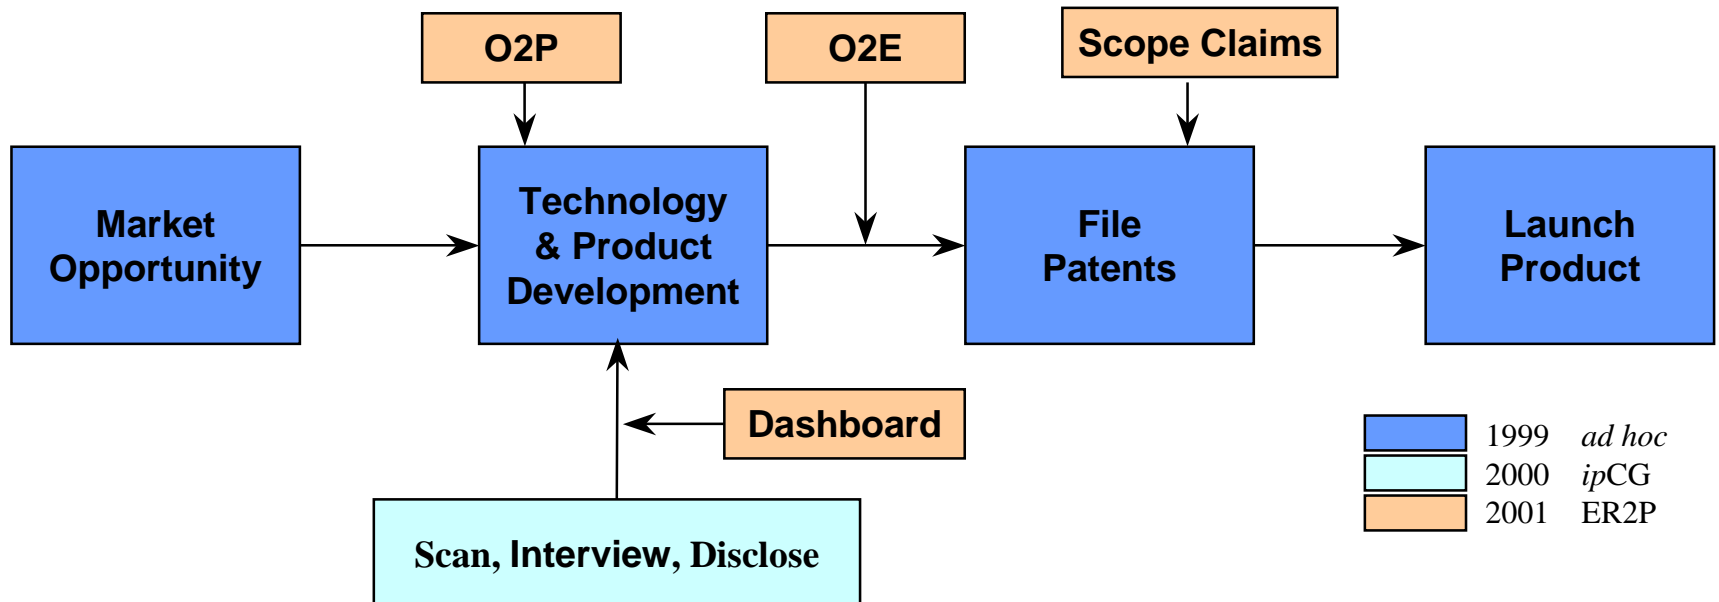 O2P
O2E
Scope Claims
Market
Opportunity
Technology
& Product
Development
File
Patents
Launch
Product
Dashboard
Scan, Interview, Disclose
1999 ad hoc
2000 ipCG
2001 ER2P